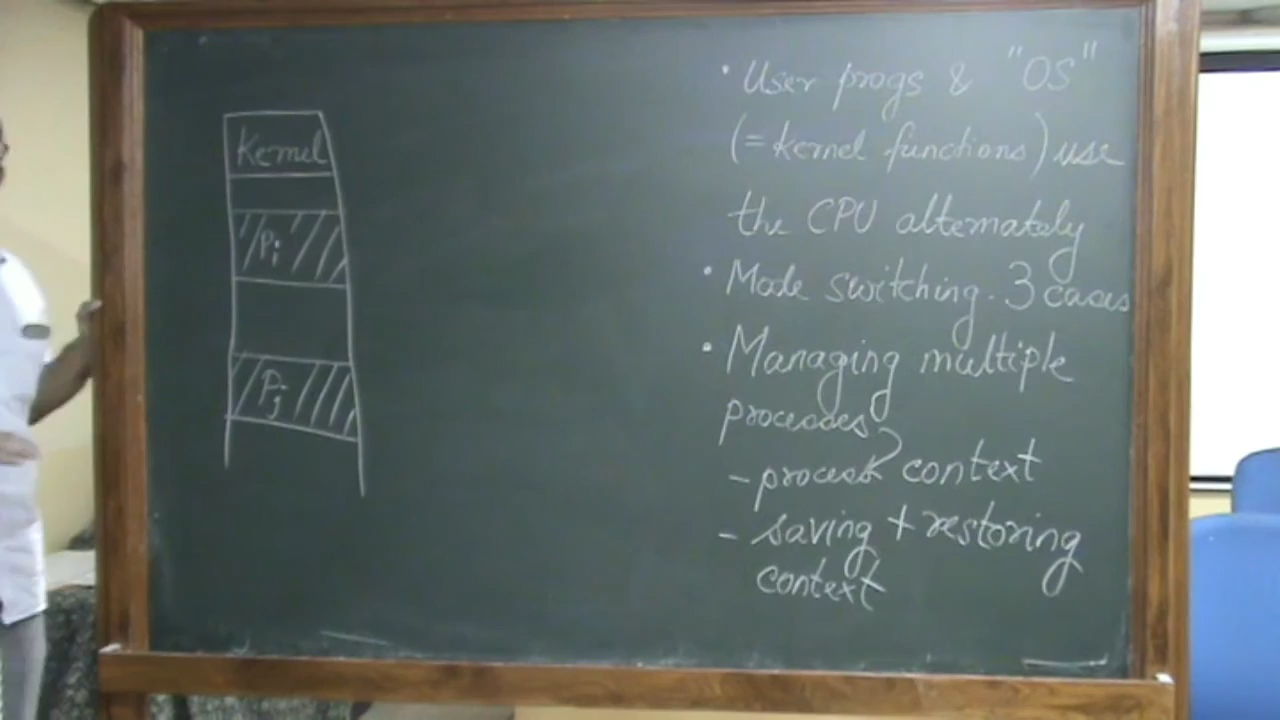 Kernel
Pi
Pj
• User progs & "OS"
(= kernel functions) use
the CPU alternately
• Mode switching. 3 cases
• Managing multiple
processes?
- process context
- saving + restoring
context